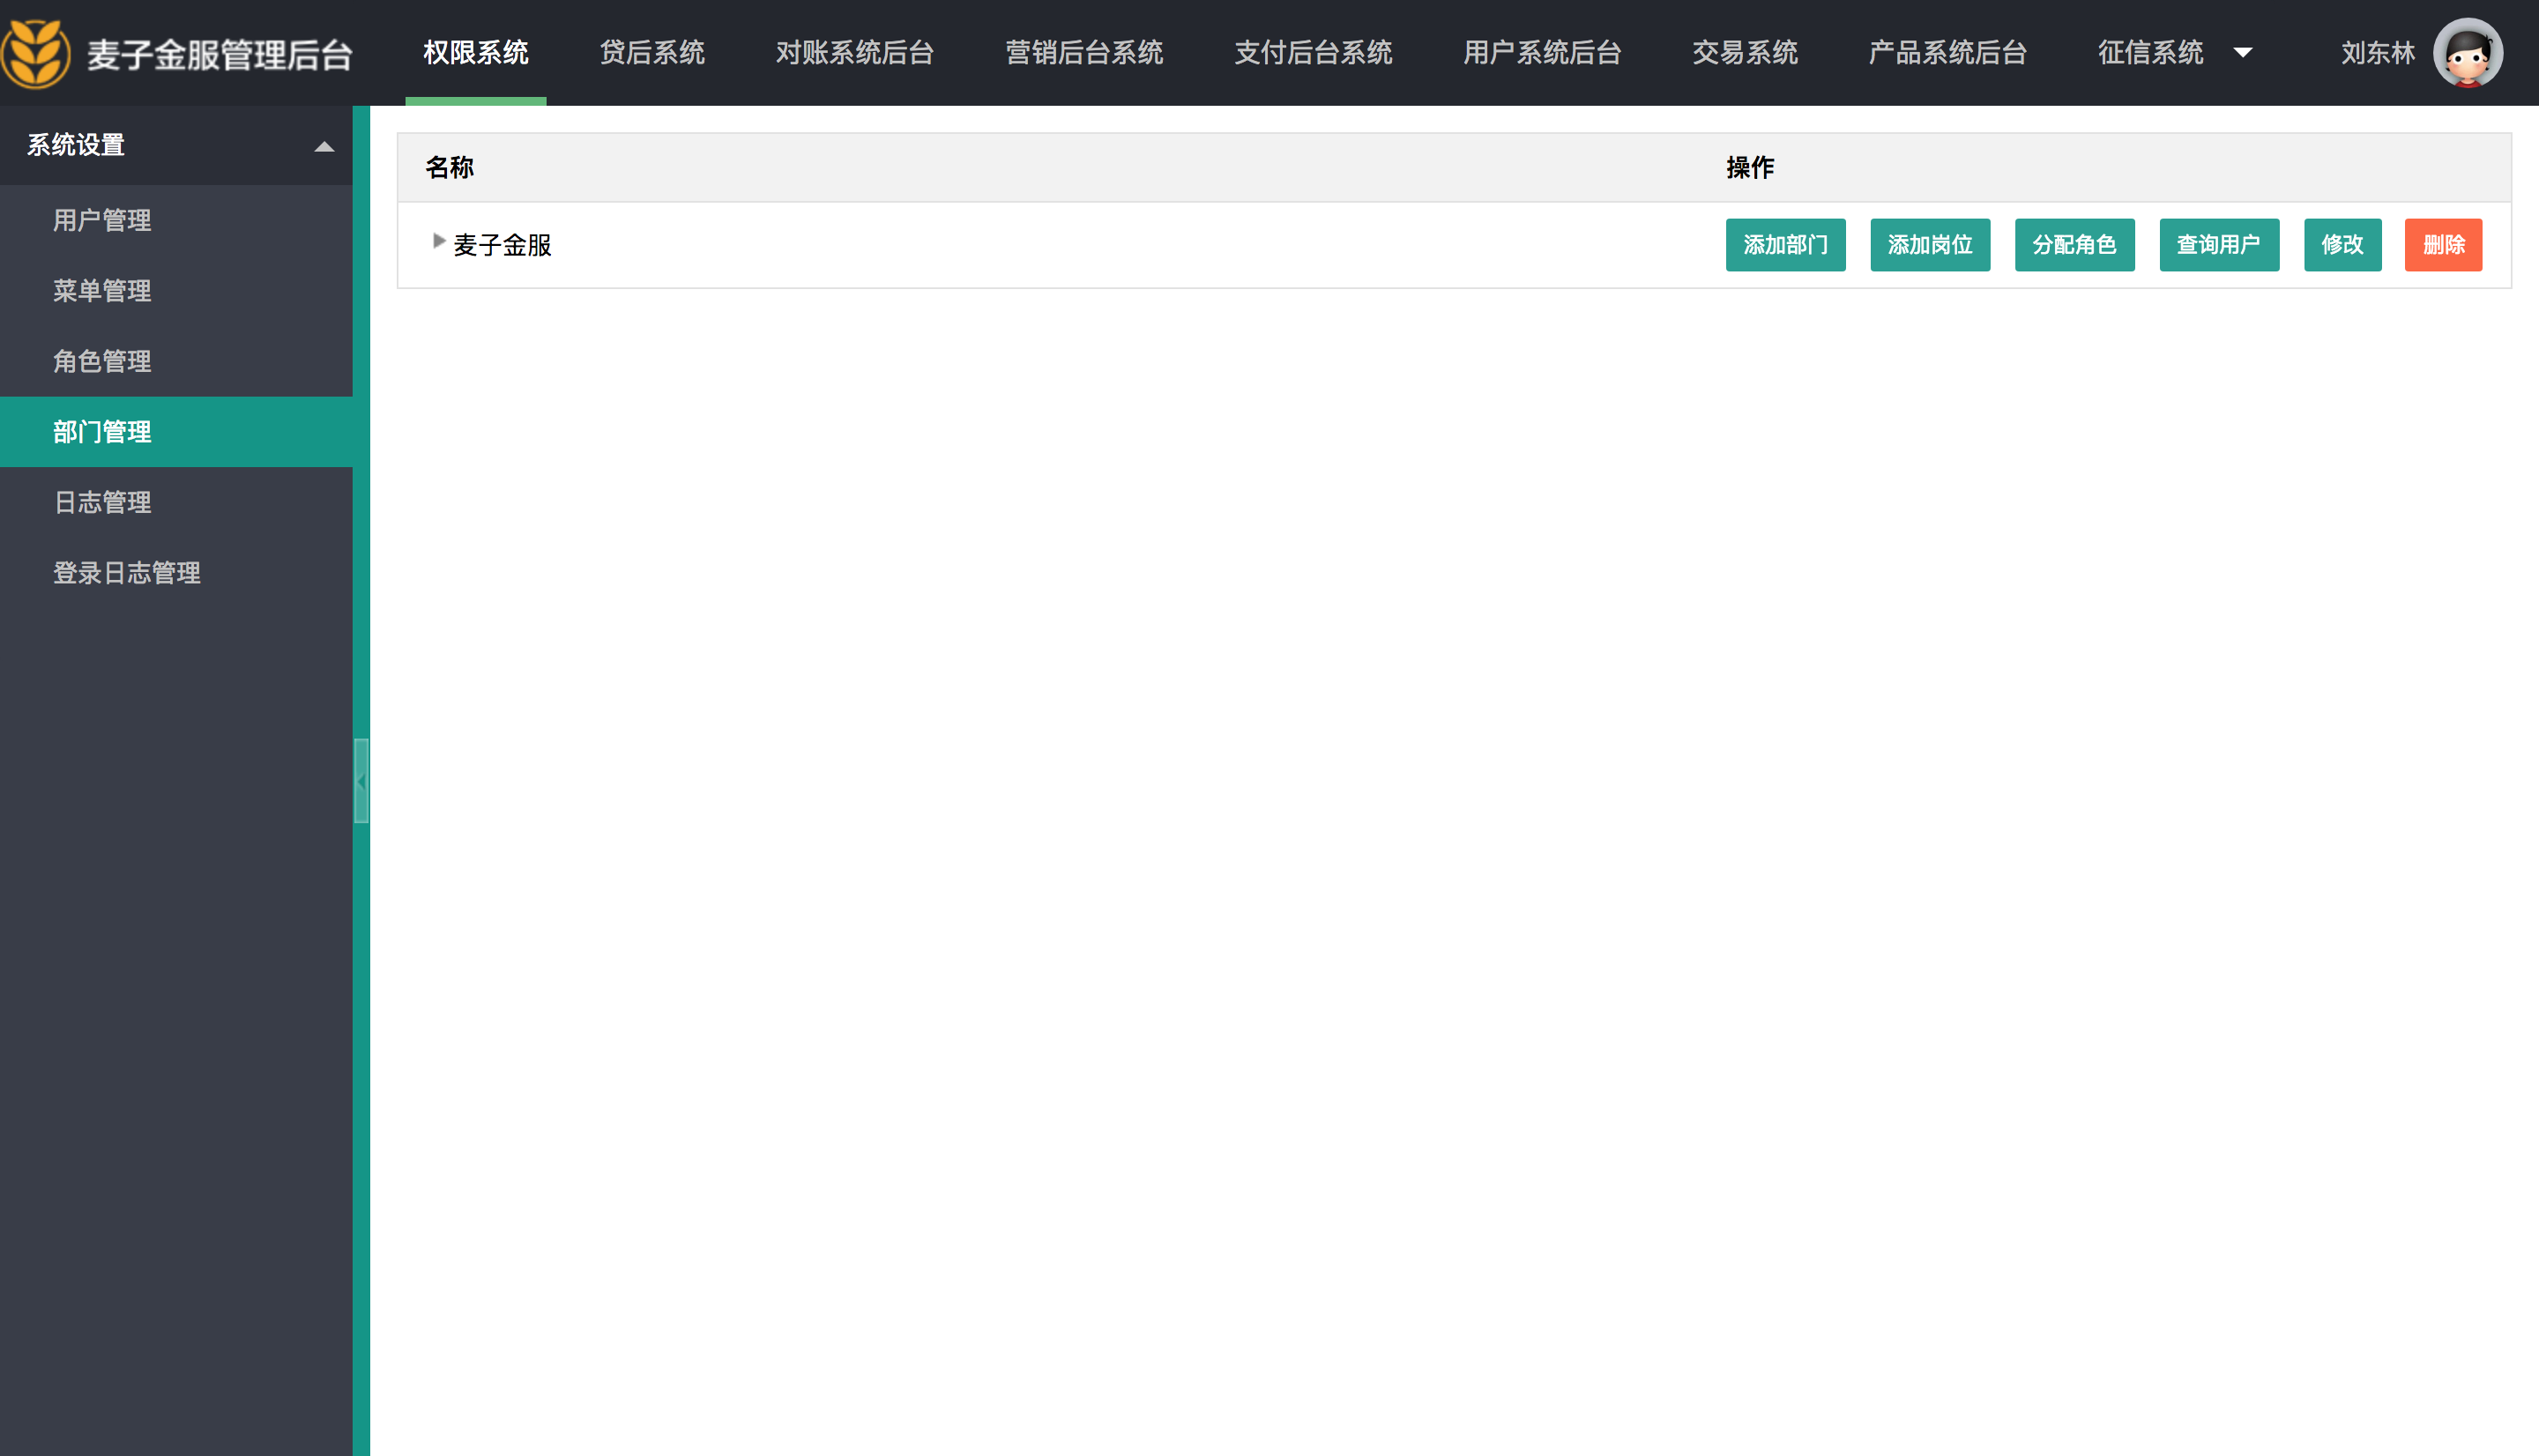 麦子金服管理后台 权限系统 贷后系统 对账系统后台 营销后台系统 支付后台系统 用户系统后台 交易系统 产品系统后台 征信系统 刘东林
系统设置
用户管理
菜单管理
角色管理
部门管理
日志管理
登录日志管理
名称 操作
麦子金服 添加部门 添加岗位 分配角色 查询用户 修改 删除